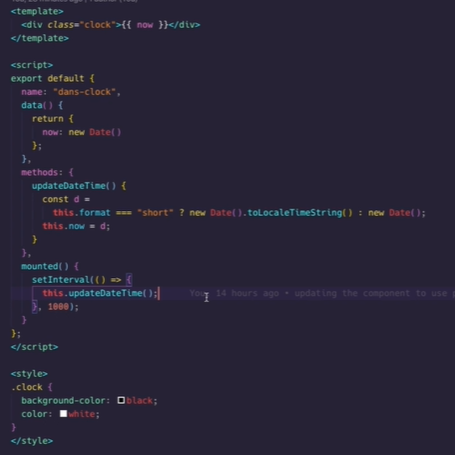 <template>
  <div class="clock">{{ now }}</div>
</template>

<script>
export default {
  name: "dans-clock",
  data() {
    return {
      now: new Date()
    };
  },
  methods: {
    updateDateTime() {
      const d =
        this.format === "short" ? new Date().toLocaleTimeString() : new Date();
      this.now = d;
    }
  },
  mounted() {
    setInterval(() => {
      this.updateDateTime();      You, 14 hours ago • updating the component to use
    }, 1000);
  }
};
</script>

<style>
.clock {
  background-color: black;
  color: white;
}
</style>